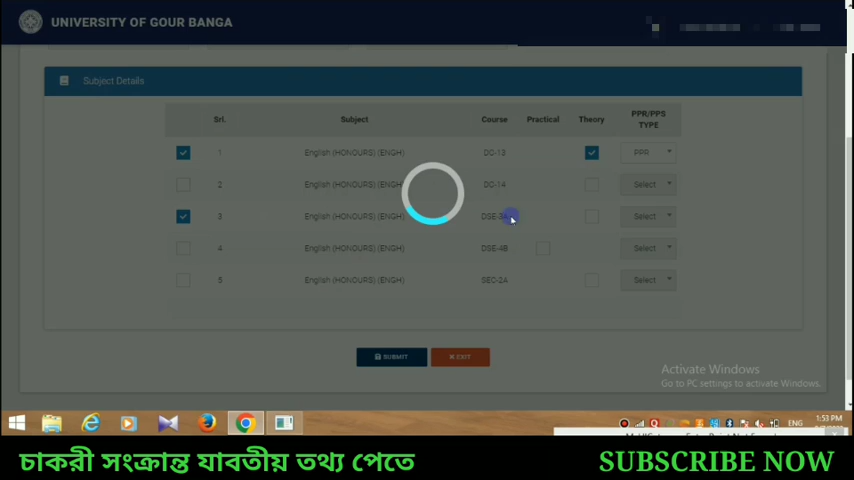 UNIVERSITY OF GOUR BANGA
Subject Details
Srl. Subject Course Practical Theory PPR/PPS TYPE
1 English (HONOURS) (ENGH) DC-13 PPR
2 English (HONOURS) (ENGH) DC-14 Select
3 English (HONOURS) (ENGH) Select
4 English (HONOURS) (ENGH) DSE-4B Select
5 English (HONOURS) (ENGH) SEC-2A Select
SUBMIT EXIT
Activate Windows
Go to PC settings to activate Windows.
1:53 PM
ENG
চাকরী সংক্রান্ত যাবতীয় তথ্য পেতে SUBSCRIBE NOW